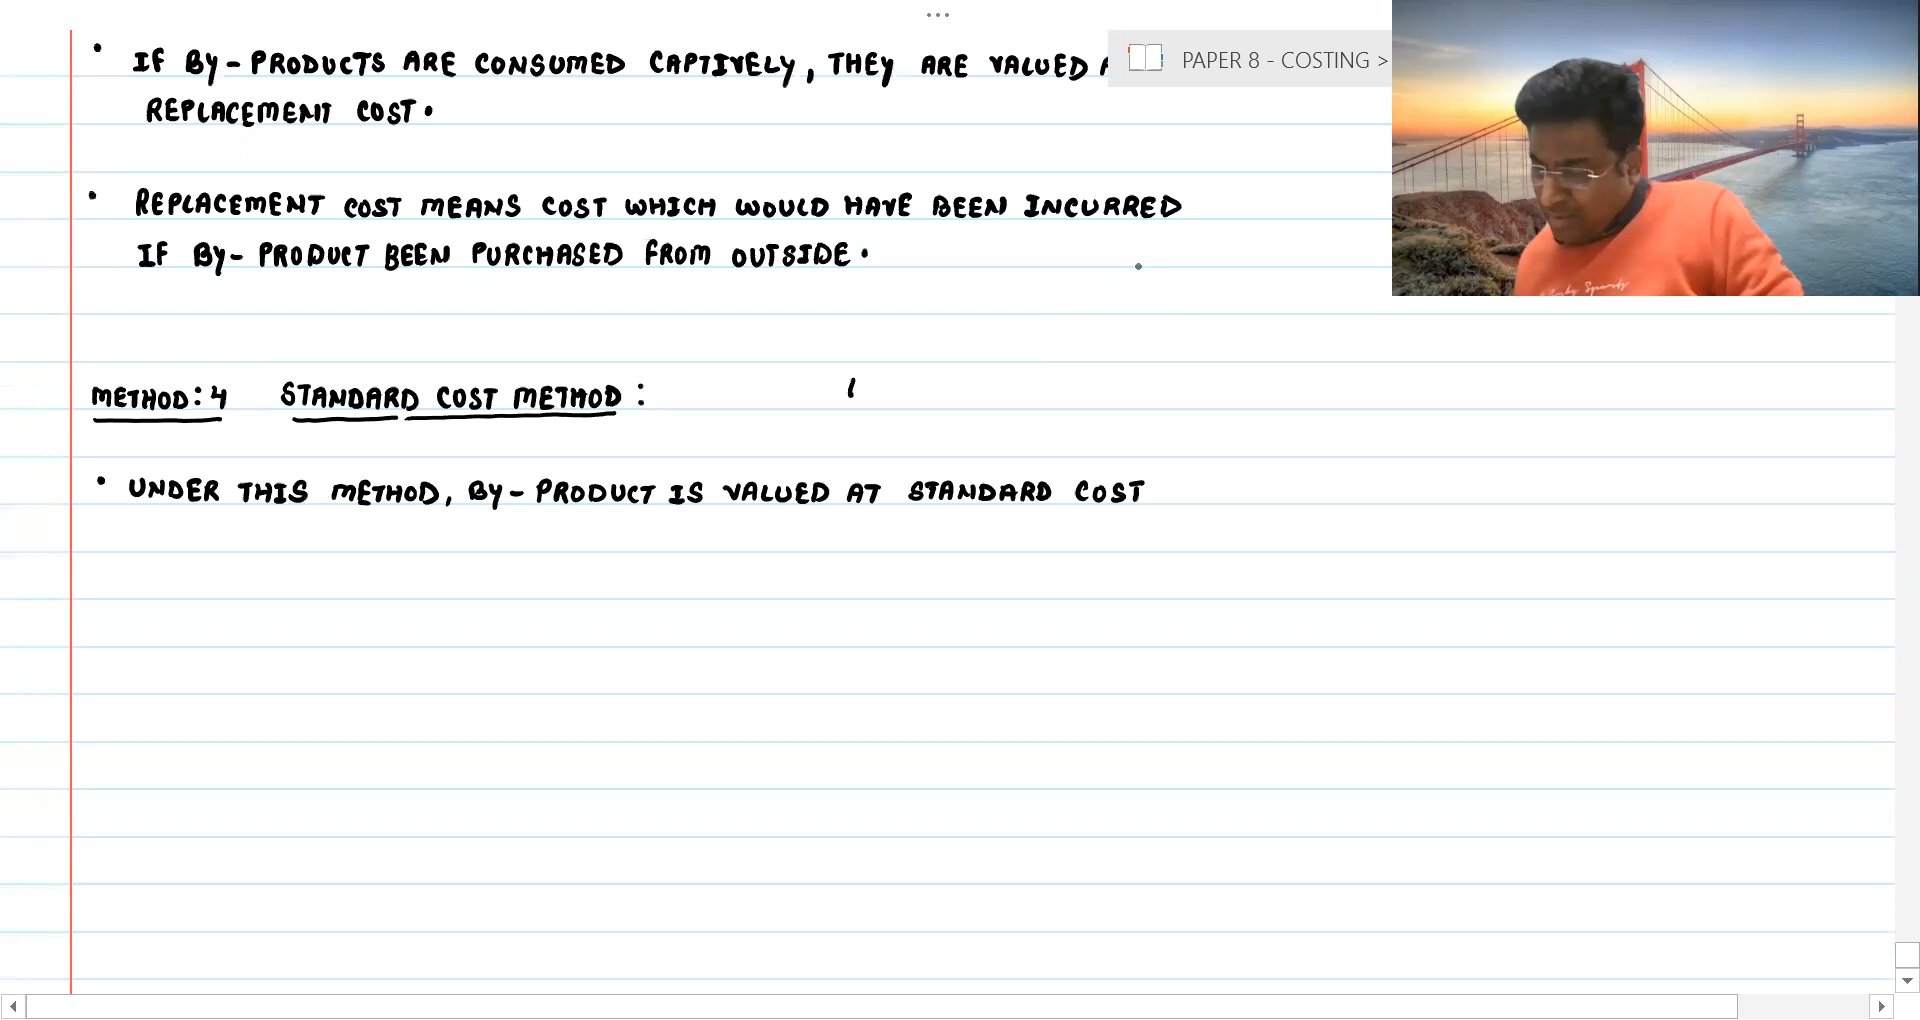 • IF BY-PRODUCTS ARE CONSUMED CAPTIVELY, THEY ARE VALUED
REPLACEMENT COST.
PAPER 8 - COSTING >
• REPLACEMENT COST MEANS COST WHICH WOULD HAVE BEEN INCURRED
IF BY-PRODUCT BEEN PURCHASED FROM OUTSIDE.
METHOD: 4 STANDARD COST METHOD :
• UNDER THIS METHOD, BY-PRODUCT IS VALUED AT STANDARD COST